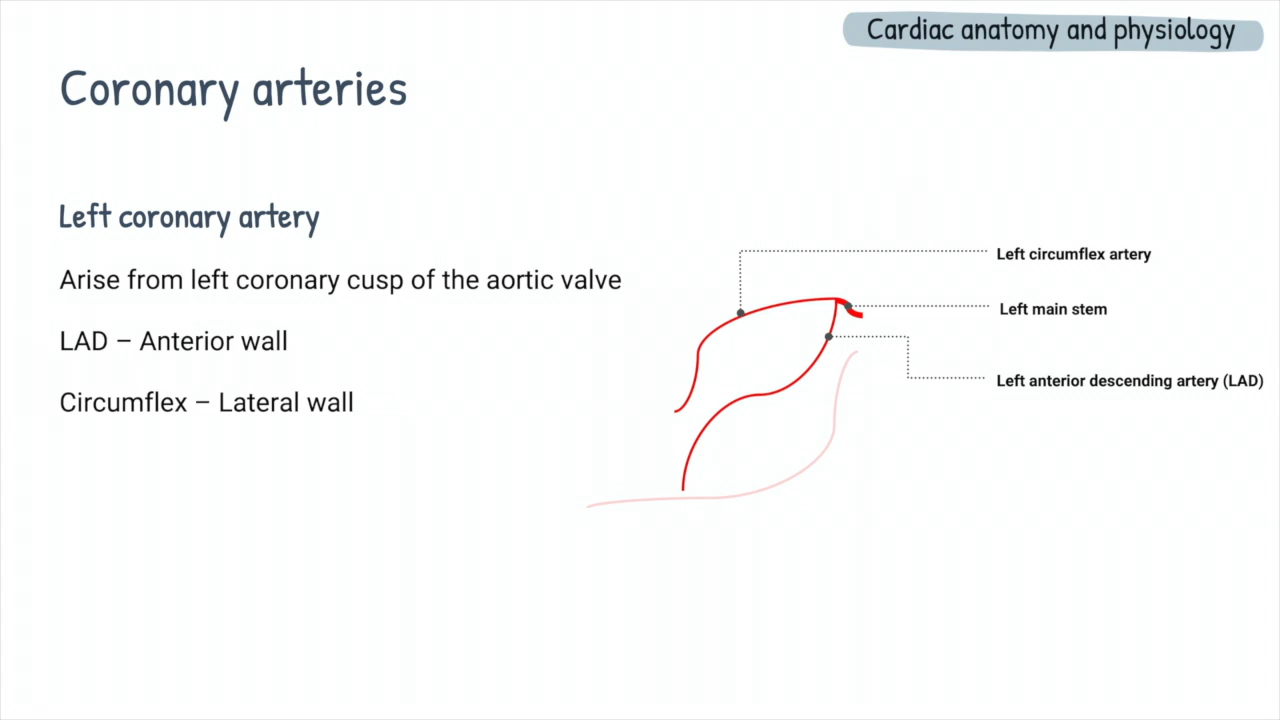 Cardiac anatomy and physiology
Coronary arteries
Left coronary artery
Arise from left coronary cusp of the aortic valve
LAD – Anterior wall
Circumflex – Lateral wall
Left circumflex artery
Left main stem
Left anterior descending artery (LAD)